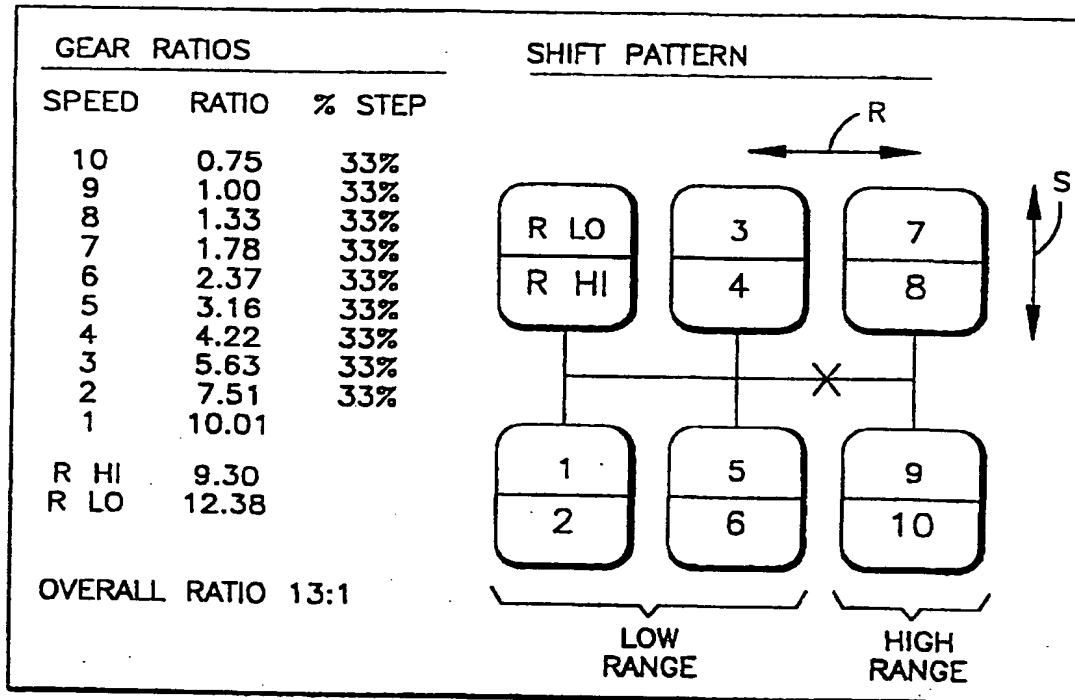 GEAR RATIOS
SPEED RATIO % STEP
10 0.75 33%
9 1.00 33%
8 1.33 33%
7 1.78 33%
6 2.37 33%
5 3.16 33%
4 4.22 33%
3 5.63 33%
2 7.51 33%
1 10.01
R HI 9.30
R LO 12.38
OVERALL RATIO 13:1
SHIFT PATTERN
R
S
R LO 3 7
R HI 4 8
X
1 5 9
2 6 10
LOW RANGE
HIGH RANGE